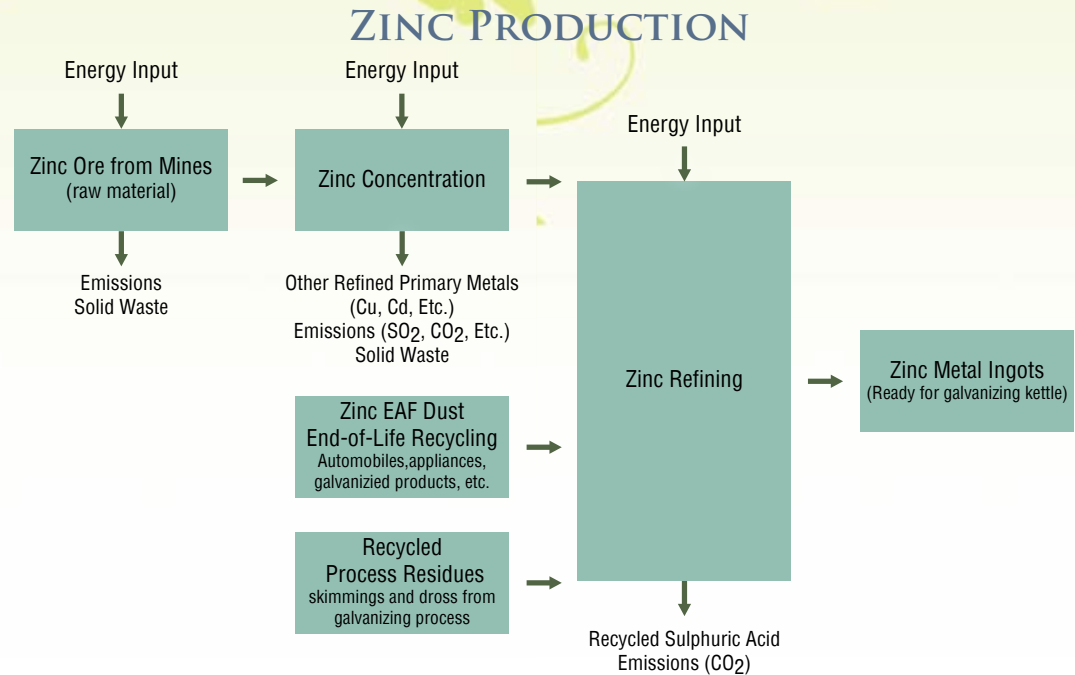 ZINC PRODUCTION
Energy Input
Zinc Ore from Mines
(raw material)
Emissions
Solid Waste
Energy Input
Zinc Concentration
Other Refined Primary Metals
(Cu, Cd, Etc.)
Emissions (SO2, CO2, Etc.)
Solid Waste
Zinc EAF Dust
End-of-Life Recycling
Automobiles,appliances,
galvanizied products, etc.
Recycled
Process Residues
skimmings and dross from
galvanizing process
Energy Input
Zinc Refining
Recycled Sulphuric Acid
Emissions (CO2)
Zinc Metal Ingots
(Ready for galvanizing kettle)